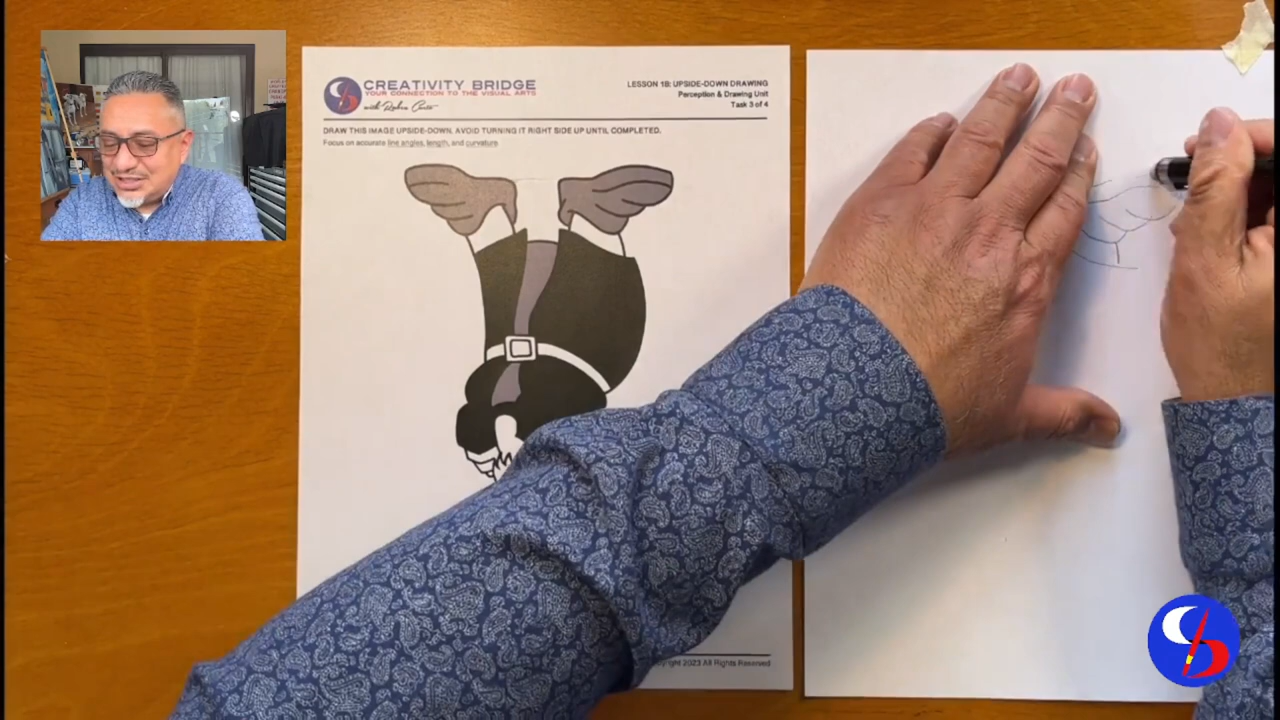 CREATIVITY BRIDGE
YOUR CONNECTION TO THE VISUAL ARTS
LESSON 1B: UPSIDE-DOWN DRAWING
Perception & Drawing Unit
Task 3 of 4
DRAW THIS IMAGE UPSIDE-DOWN. AVOID TURNING IT RIGHT SIDE UP UNTIL COMPLETED.
Focus on accurate line angles, length, and curvature
2023 All Rights Reserved